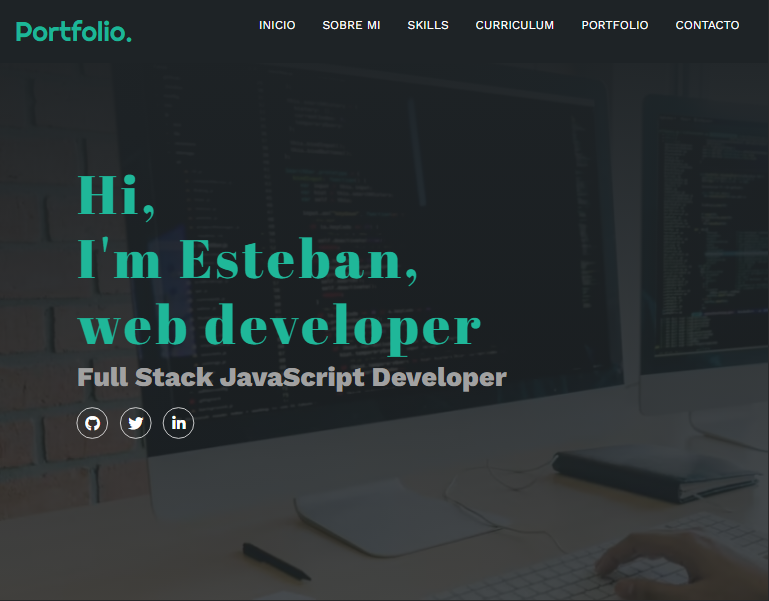 Portfolio.
INICIO SOBRE MI SKILLS CURRICULUM PORTFOLIO CONTACTO
Hi,
I'm Esteban,
web developer
Full Stack JavaScript Developer
in